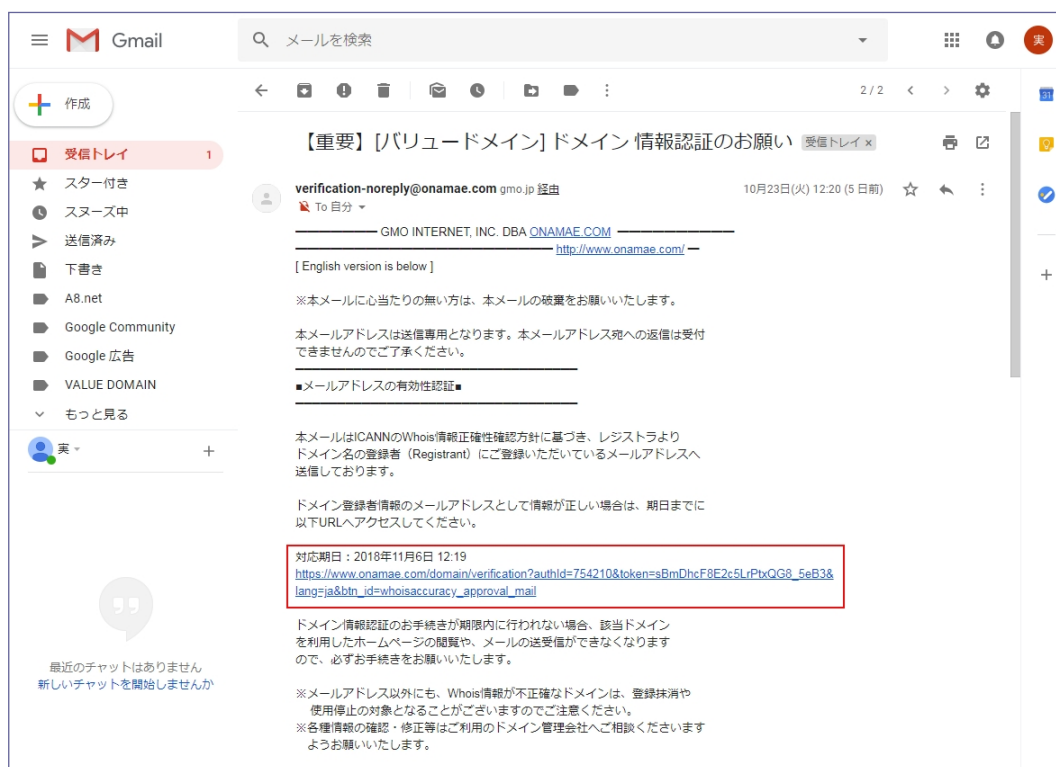 Gmail
メールを検索
実
作成
2 / 2
31
受信トレイ 1
スター付き
スヌーズ中
送信済み
下書き
A8.net
Google Community
Google 広告
VALUE DOMAIN
もっと見る
実
最近のチャットはありません
新しいチャットを開始しませんか
【重要】[バリュードメイン] ドメイン 情報認証のお願い 受信トレイ ×
verification-noreply@onamae.com gmo.jp 経由 10月23日(火) 12:20 (5 日前)
To 自分
━━━━━━━ GMO INTERNET, INC. DBA ONAMAE.COM ━━━━━━━━━━
━━━━━━━━━━━━━━━━━━━━━━ http://www.onamae.com/ ━
[ English version is below ]
※本メールに心当たりの無い方は、本メールの破棄をお願いいたします。
本メールアドレスは送信専用となります。本メールアドレス宛への返信は受付
できませんのでご了承ください。
━━━━━━━━━━━━━━━━━━━━━━━━
■メールアドレスの有効性認証■
━━━━━━━━━━━━━━━━━━━━━━━━
本メールはICANNのWhois情報正確性確認方針に基づき、レジストラより
ドメイン名の登録者（Registrant）にご登録いただいているメールアドレスへ
送信しております。
ドメイン登録者情報のメールアドレスとして情報が正しい場合は、期日までに
以下URLへアクセスしてください。
対応期日：2018年11月6日 12:19
https://www.onamae.com/domain/verification?authId=754210&token=sBmDhcF8E2c5LrPtxQG8_5eB3&
lang=ja&btn_id=whoisaccuracy_approval_mail
ドメイン情報認証のお手続きが期限内に行われない場合、該当ドメイン
を利用したホームページの閲覧や、メールの送受信ができなくなります
ので、必ずお手続きをお願いいたします。
※メールアドレス以外にも、Whois情報が不正確なドメインは、登録抹消や
使用停止の対象となることがございますのでご注意ください。
※各種情報の確認・修正等はご利用のドメイン管理会社へご相談くださいます
ようお願いいたします。